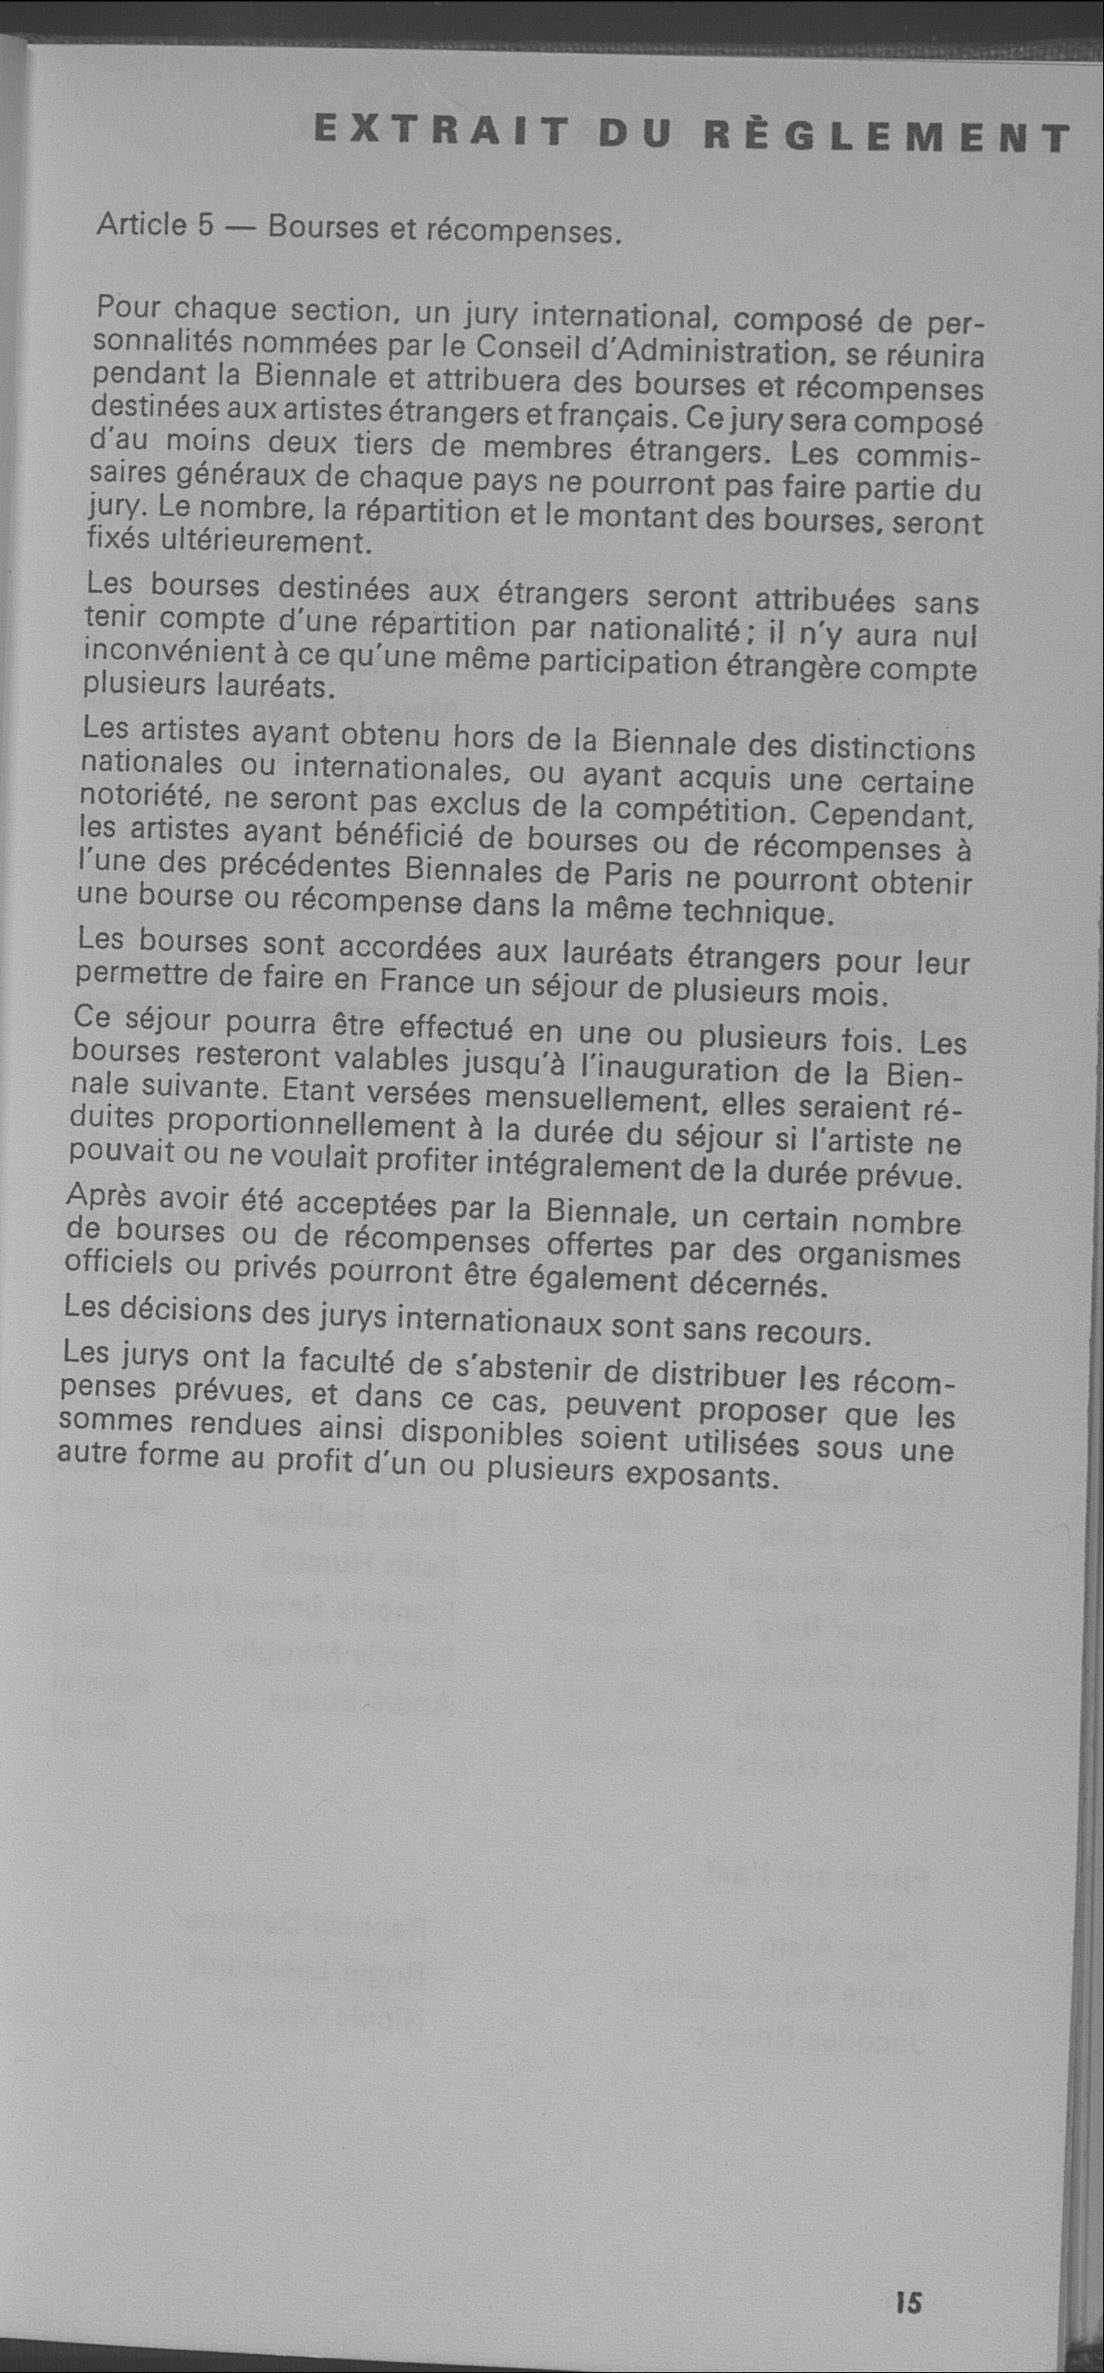 EXTRAIT DU RÈGLEMENT
Article 5 — Bourses et récompenses.
Pour chaque section, un jury international, composé de per-
sonnalités nommées par le Conseil d'Administration, se réunira
pendant la Biennale et attribuera des bourses et récompenses
destinées aux artistes étrangers et français. Ce jury sera composé
d'au moins deux tiers de membres étrangers. Les commis-
saires généraux de chaque pays ne pourront pas faire partie du
jury. Le nombre, la répartition et le montant des bourses, seront
fixés ultérieurement.
Les bourses destinées aux étrangers seront attribuées sans
tenir compte d'une répartition par nationalité; il n'y aura nul
inconvénient à ce qu'une même participation étrangère compte
plusieurs lauréats.
Les artistes ayant obtenu hors de la Biennale des distinctions
nationales ou internationales, ou ayant acquis une certaine
notoriété, ne seront pas exclus de la compétition. Cependant,
les artistes ayant bénéficié de bourses ou de récompenses à
l'une des précédentes Biennales de Paris ne pourront obtenir
une bourse ou récompense dans la même technique.
Les bourses sont accordées aux lauréats étrangers pour leur
permettre de faire en France un séjour de plusieurs mois.
Ce séjour pourra être effectué en une ou plusieurs fois. Les
bourses resteront valables jusqu'à l'inauguration de la Bien-
nale suivante. Etant versées mensuellement, elles seraient ré-
duites proportionnellement à la durée du séjour si l'artiste ne
pouvait ou ne voulait profiter intégralement de la durée prévue.
Après avoir été acceptées par la Biennale, un certain nombre
de bourses ou de récompenses offertes par des organismes
officiels ou privés pourront être également décernés.
Les décisions des jurys internationaux sont sans recours.
Les jurys ont la faculté de s'abstenir de distribuer les récom-
penses prévues, et dans ce cas, peuvent proposer que les
sommes rendues ainsi disponibles soient utilisées sous une
autre forme au profit d'un ou plusieurs exposants.
15